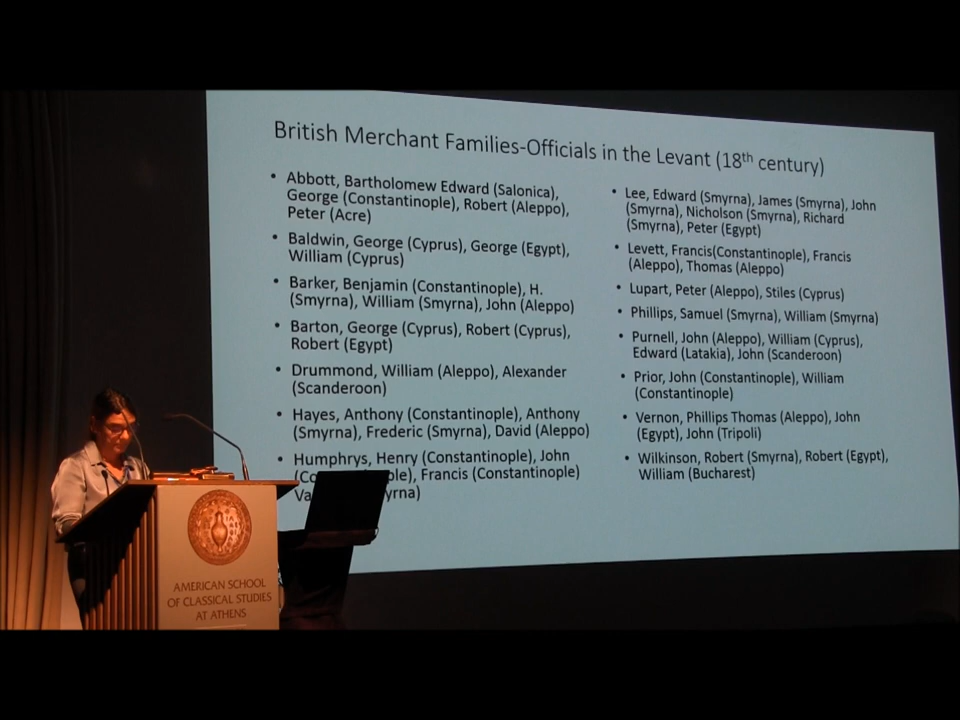 British Merchant Families-Officials in the Levant (18th century)
• Abbott, Bartholomew Edward (Salonica),
George (Constantinople), Robert (Aleppo),
Peter (Acre)
• Baldwin, George (Cyprus), George (Egypt),
William (Cyprus)
• Barker, Benjamin (Constantinople), H.
(Smyrna), William (Smyrna), John (Aleppo)
• Barton, George (Cyprus), Robert (Cyprus),
Robert (Egypt)
• Drummond, William (Aleppo), Alexander
(Scanderoon)
• Hayes, Anthony (Constantinople), Anthony
(Smyrna), Frederic (Smyrna), David (Aleppo)
• Humphrys, Henry (Constantinople), John
Francis (Constantinople)
• Lee, Edward (Smyrna), James (Smyrna), John
(Smyrna), Nicholson (Smyrna), Richard
(Smyrna), Peter (Egypt)
• Levett, Francis(Constantinople), Francis
(Aleppo), Thomas (Aleppo)
• Lupart, Peter (Aleppo), Stiles (Cyprus)
• Phillips, Samuel (Smyrna), William (Smyrna)
• Purnell, John (Aleppo), William (Cyprus),
Edward (Latakia), John (Scanderoon)
• Prior, John (Constantinople), William
(Constantinople)
• Vernon, Phillips Thomas (Aleppo), John
(Egypt), John (Tripoli)
• Wilkinson, Robert (Smyrna), Robert (Egypt),
William (Bucharest)
AMERICAN SCHOOL
OF CLASSICAL STUDIES
AT ATHENS